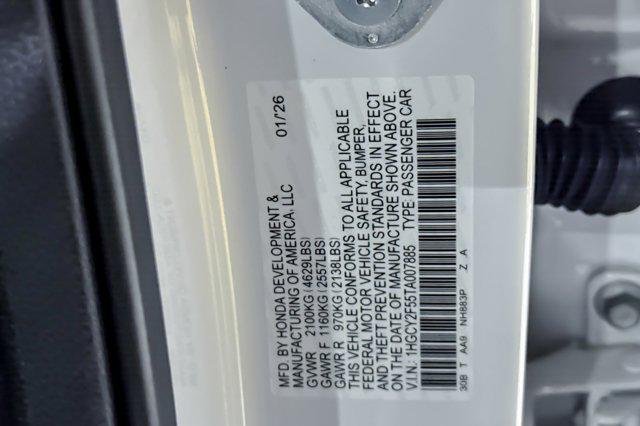 MFD. BY HONDA DEVELOPMENT &
MANUFACTURING OF AMERICA, LLC 01/26
GVWR 2100KG (4629LBS)
GAWR F 1160KG (2557LBS)
GAWR R 970KG (2138LBS)
THIS VEHICLE CONFORMS TO ALL APPLICABLE
FEDERAL MOTOR VEHICLE SAFETY, BUMPER,
AND THEFT PREVENTION STANDARDS IN EFFECT
ON THE DATE OF MANUFACTURE SHOWN ABOVE.
V.I.N.: 1HGCY2F55TA007885 TYPE: PASSENGER CAR
30B T AA9 NH883P Z A